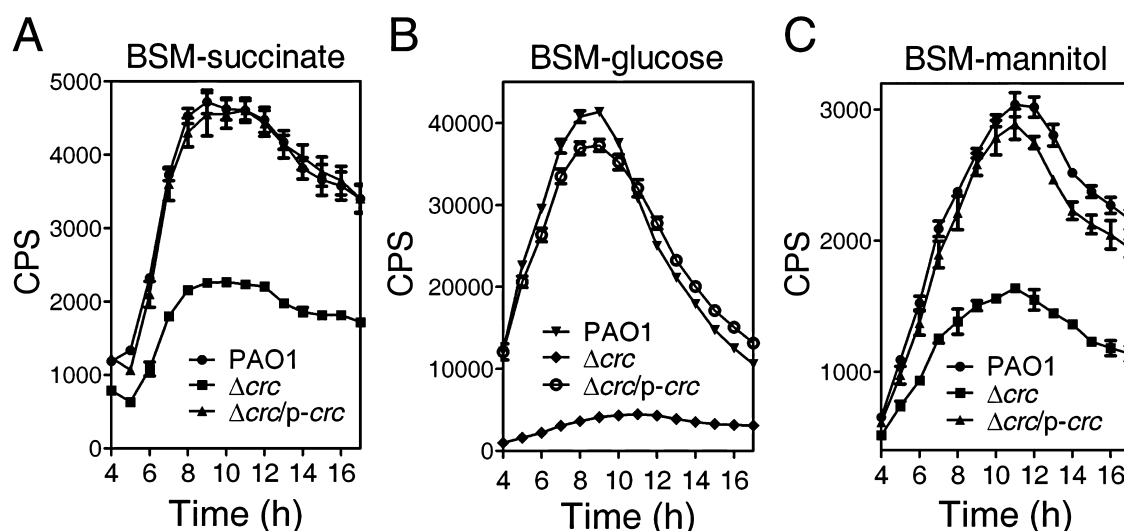 A
BSM-succinate
5000
4000
3000
2000
1000
0
CPS
PAO1
Δcrc
Δcrc/p-crc
4 6 8 10 12 14 16
Time (h)
B
BSM-glucose
40000
30000
20000
10000
0
CPS
PAO1
Δcrc
Δcrc/p-crc
4 6 8 10 12 14 16
Time (h)
C
BSM-mannitol
3000
2000
1000
CPS
PAO1
Δcrc
Δcrc/p-crc
4 6 8 10 12 14 16
Time (h)